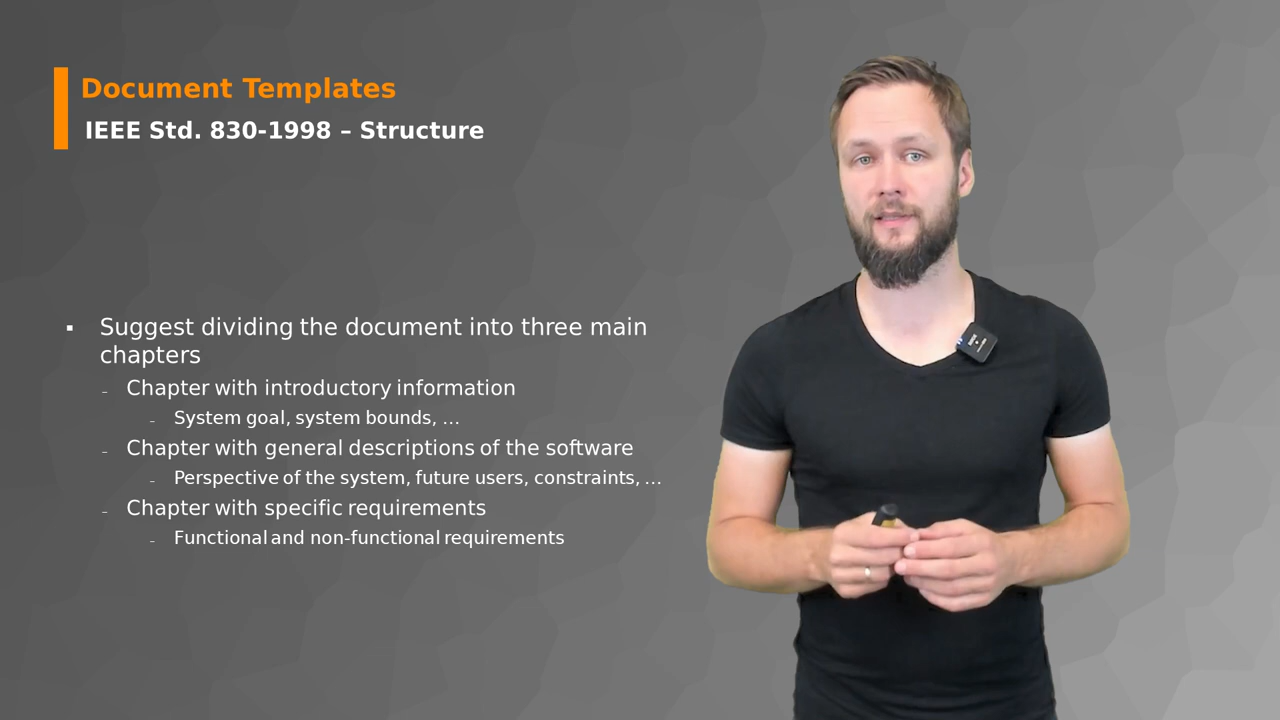 Document Templates
IEEE Std. 830-1998 – Structure
▪ Suggest dividing the document into three main
chapters
– Chapter with introductory information
– System goal, system bounds, …
– Chapter with general descriptions of the software
– Perspective of the system, future users, constraints, …
– Chapter with specific requirements
– Functional and non-functional requirements